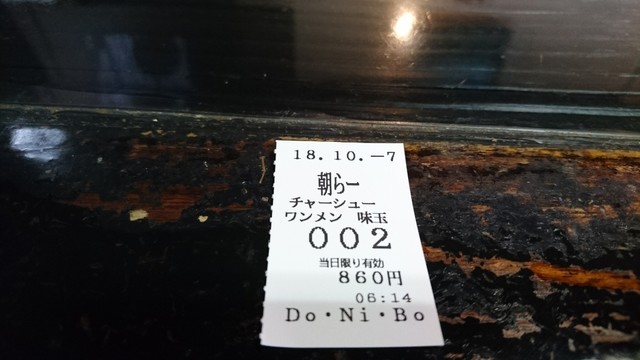 18.10.-7
朝らー
チャーシュー
ワンメン 味玉
002
当日限り有効
860円
06:14
Do・Ni・Bo